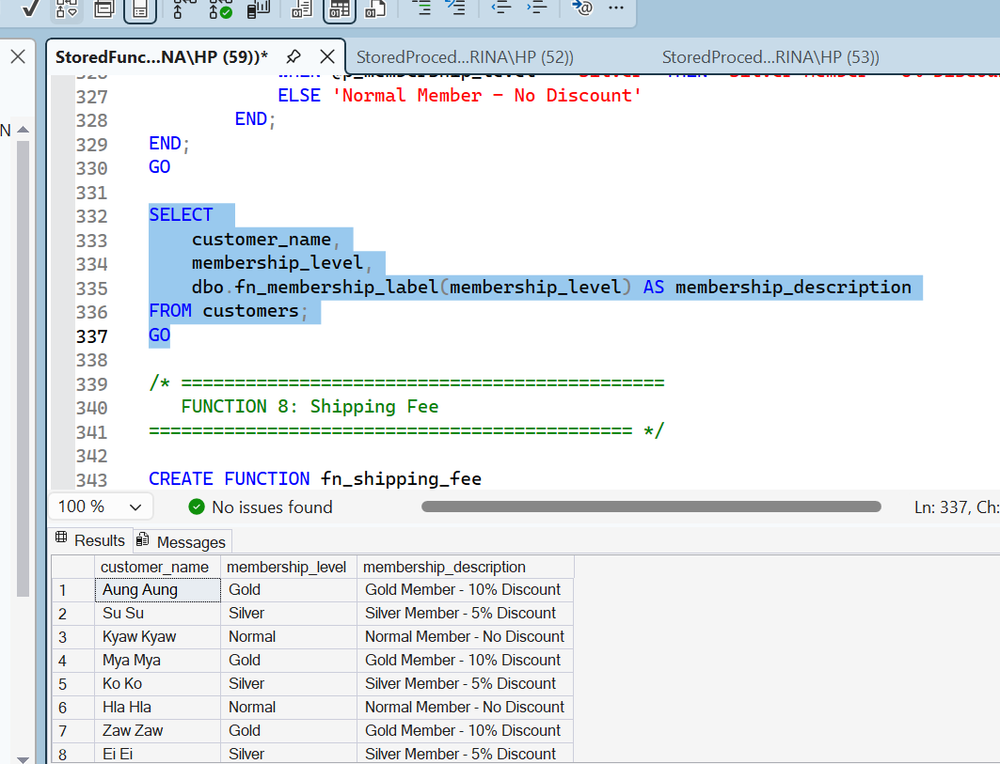 StoredFunc...NA\HP (59))*
StoredProced...RINA\HP (52))
StoredProced...RINA\HP (53))
N
327 ELSE 'Normal Member - No Discount'
328 END;
329 END;
330 GO
331
332 SELECT
333 customer_name,
334 membership_level,
335 dbo.fn_membership_label(membership_level) AS membership_description
336 FROM customers;
337 GO
338
339 /* =============================================
340 FUNCTION 8: Shipping Fee
341 ============================================= */
342
343 CREATE FUNCTION fn_shipping_fee
100 %
No issues found
Ln: 337, Ch:
Results
Messages
customer_name membership_level membership_description
1 Aung Aung Gold Gold Member - 10% Discount
2 Su Su Silver Silver Member - 5% Discount
3 Kyaw Kyaw Normal Normal Member - No Discount
4 Mya Mya Gold Gold Member - 10% Discount
5 Ko Ko Silver Silver Member - 5% Discount
6 Hla Hla Normal Normal Member - No Discount
7 Zaw Zaw Gold Gold Member - 10% Discount
8 Ei Ei Silver Silver Member - 5% Discount